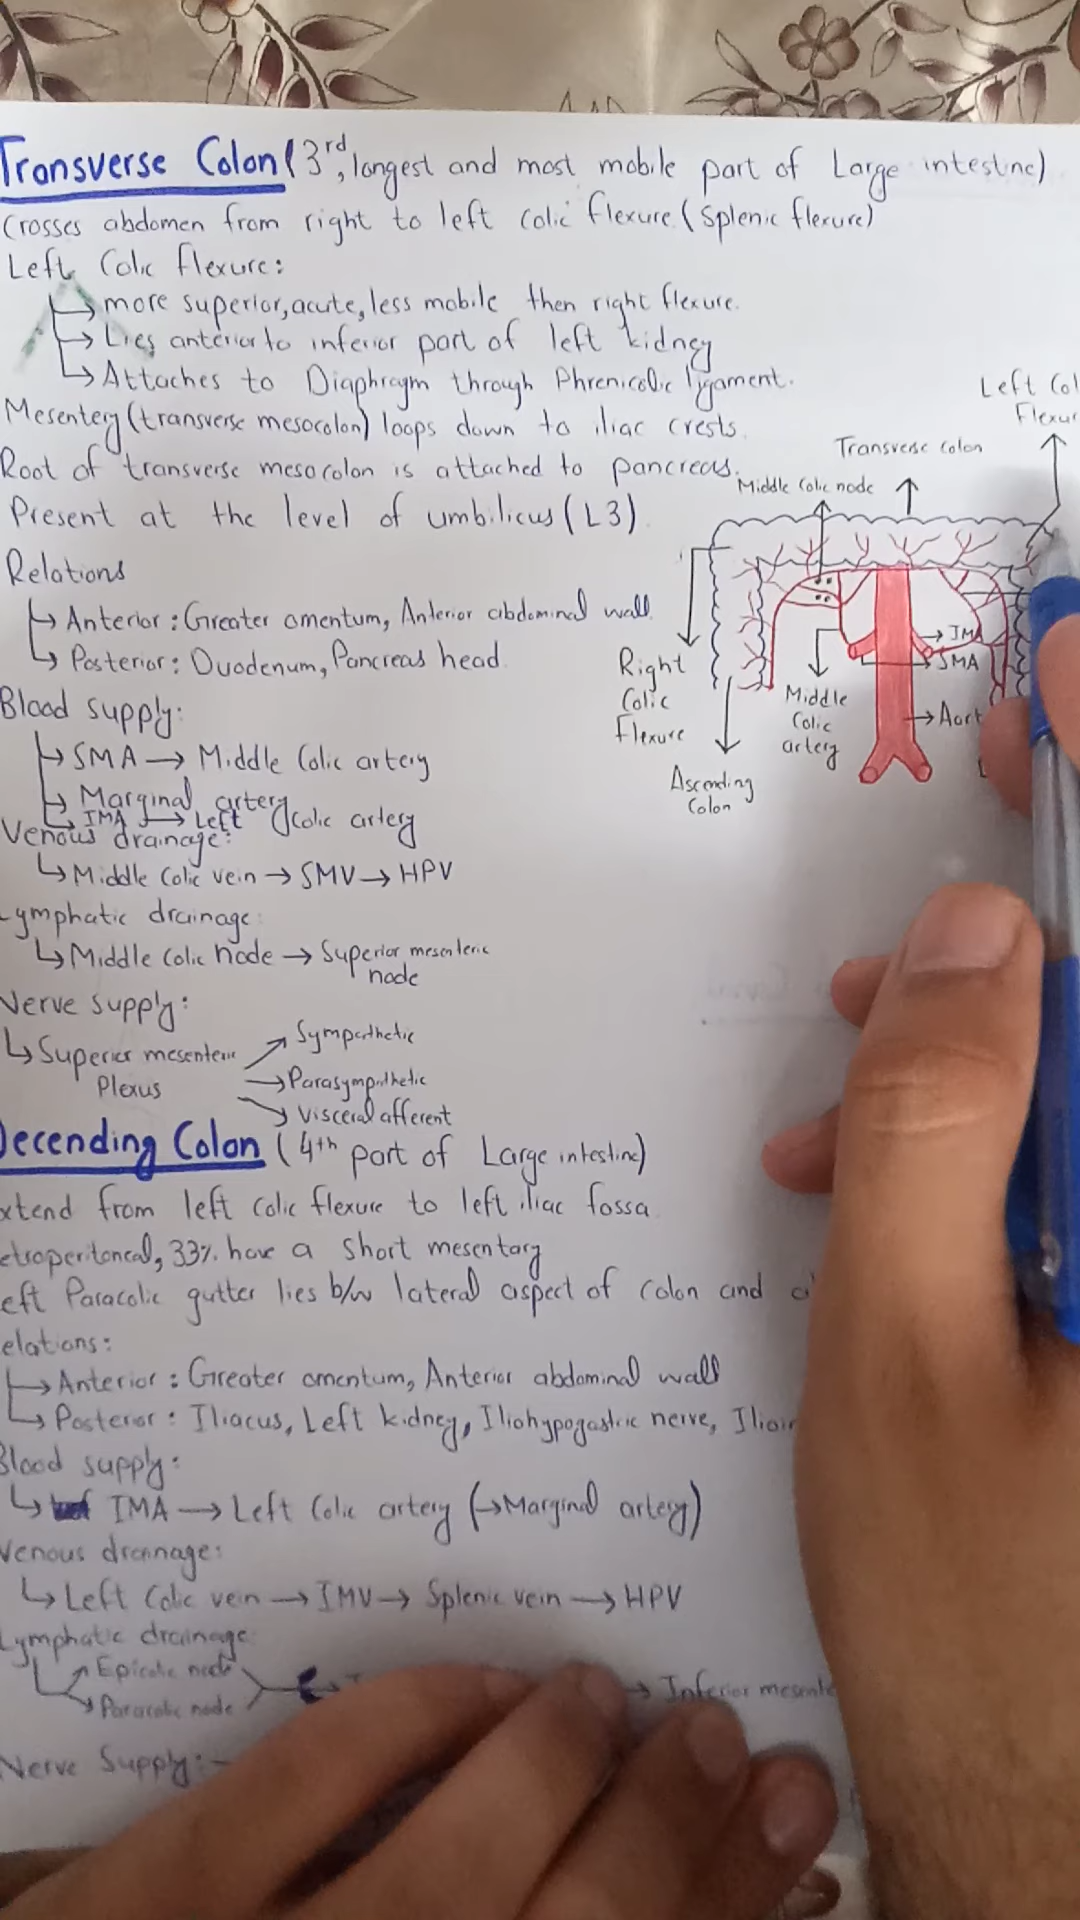 Transverse Colon (3rd, longest and most mobile part of Large intestine)
Crosses abdomen from right to left colic flexure (Splenic flexure)
Left Colic flexure:
↳ more superior, acute, less mobile then right flexure.
↳ Lies anterior to inferior part of left kidney
↳ Attaches to Diaphragm through Phrenicolic ligament.
Mesentery (transverse mesocolon) loops down to iliac crests.
Root of transverse mesocolon is attached to pancreas.
Present at the level of umbilicus (L3)
Left Col
Flexur
Transverse colon
Middle Colic node
IMA
SMA
Aort
Right Colic Flexure
Middle Colic artery
Ascending Colon
Relations
↳ Anterior : Greater omentum, Anterior abdominal wall
↳ Posterior : Duodenum, Pancreas head
Blood supply:
↳ SMA → Middle Colic artery
↳ Marginal artery
↳ IMA → Left Colic artery
Venous drainage:
↳ Middle Colic vein → SMV → HPV
Lymphatic drainage:
↳ Middle Colic node → Superior mesenteric node
Nerve supply:
↳ Superior mesenteric Plexus
→ Sympathetic
→ Parasympathetic
→ Visceral afferent
Decending Colon (4th part of Large intestine)
xtend from left colic flexure to left iliac fossa
etroperitoneal, 33% have a short mesentary
eft Paracolic gutter lies b/w lateral aspect of colon and
elations:
↳ Anterior : Greater omentum, Anterior abdominal wall
↳ Posterior : Iliacus, Left kidney, Iliohypogastric nerve,
Blood supply:
↳ IMA → Left Colic artery (→ Marginal artery)
Venous drainage:
↳ Left Colic vein → IMV → Splenic vein → HPV
Lymphatic drainage
Epicolic node
Paracolic node
→ Inferior mesente
Nerve Supply:-